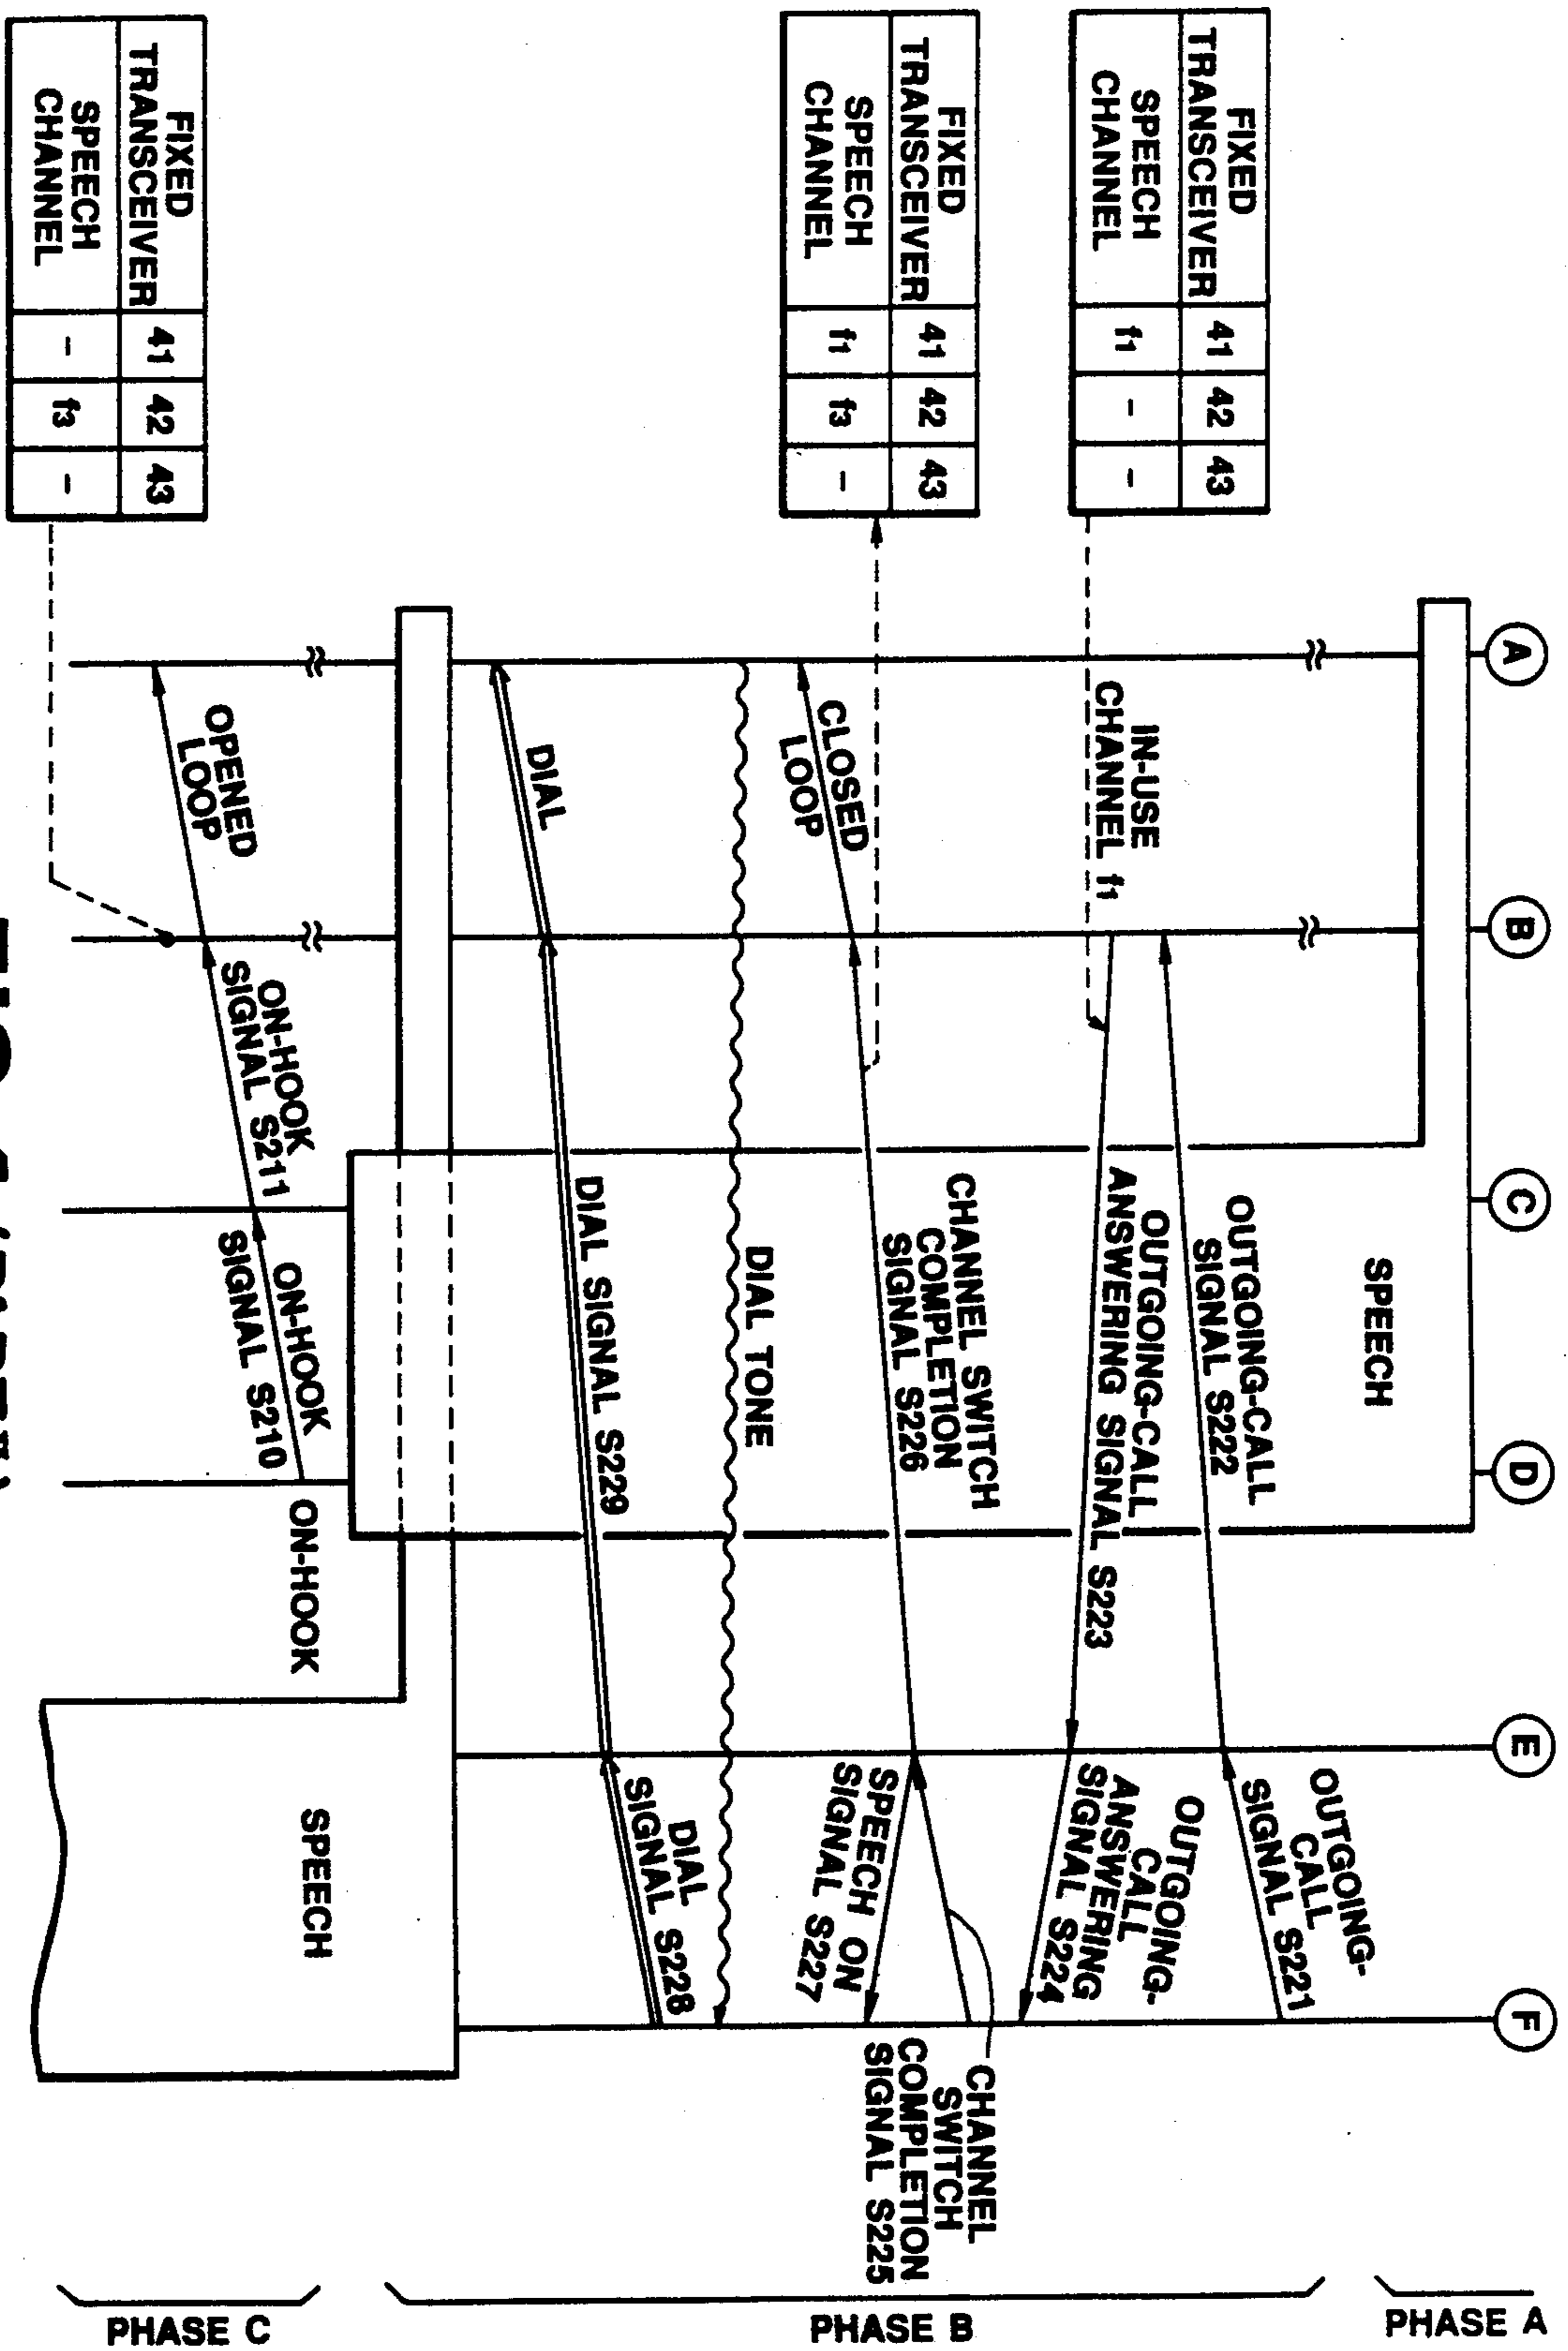 A
B
C
D
E
F
PHASE A
SPEECH
FIXED
TRANSCEIVER
41
42
43
SPEECH
CHANNEL
f1
-
-
OUTGOING-
CALL
SIGNAL S221
OUTGOING-CALL
SIGNAL S222
IN-USE
CHANNEL f1
OUTGOING-CALL
ANSWERING SIGNAL S223
OUTGOING-
CALL
ANSWERING
SIGNAL S224
FIXED
TRANSCEIVER
41
42
43
SPEECH
CHANNEL
f1
f3
-
CHANNEL
SWITCH
COMPLETION
SIGNAL S225
CHANNEL SWITCH
COMPLETION
SIGNAL S226
CLOSED
LOOP
SPEECH ON
SIGNAL S227
PHASE B
DIAL TONE
DIAL
SIGNAL S228
DIAL SIGNAL S229
DIAL
SPEECH
ON-HOOK
ON-HOOK
SIGNAL S210
ON-HOOK
SIGNAL S211
OPENED
LOOP
FIXED
TRANSCEIVER
41
42
43
SPEECH
CHANNEL
-
f3
-
PHASE C